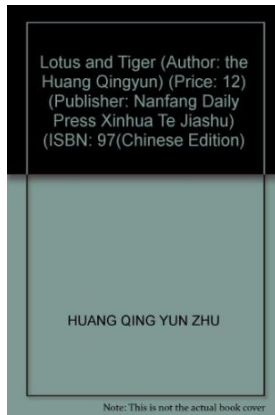 Lotus and Tiger (Author: the
Huang Qingyun) (Price: 12)
(Publisher: Nanfang Daily
Press Xinhua Te Jiashu)
(ISBN: 97(Chinese Edition)
HUANG QING YUN ZHU
Note: This is not the actual book cover